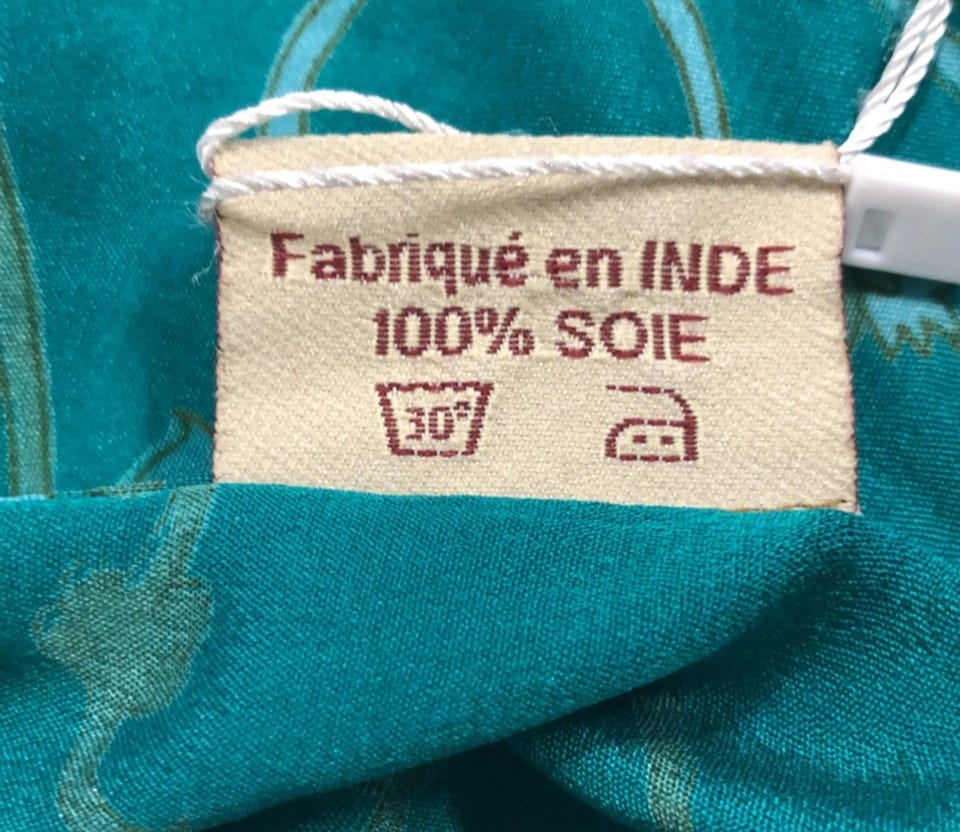 Fabriqué en INDE
100% SOIE
30°